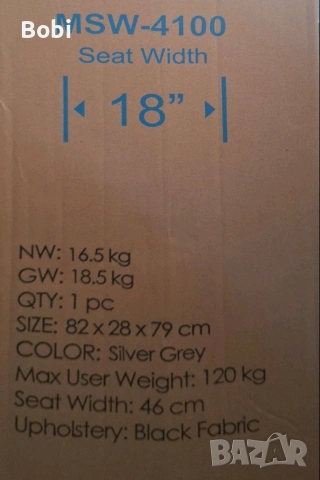 Bobi
MSW-4100
Seat Width
18”
NW: 16.5 kg
GW: 18.5 kg
QTY: 1 pc
SIZE: 82 x 28 x 79 cm
COLOR: Silver Grey
Max User Weight: 120 kg
Seat Width: 46 cm
Upholstery: Black Fabric
BAZAR